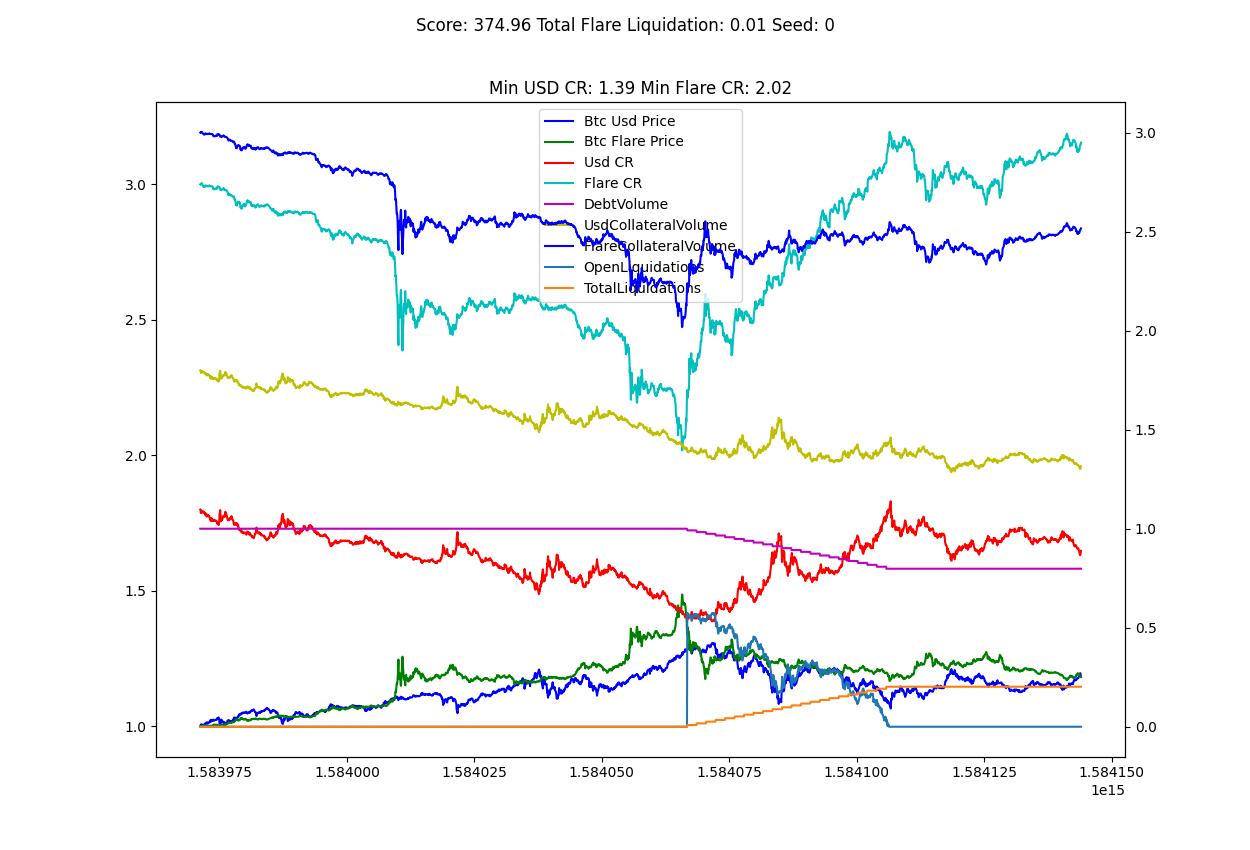 Score: 374.96 Total Flare Liquidation: 0.01 Seed: 0
Min USD CR: 1.39 Min Flare CR: 2.02
Btc Usd Price
Btc Flare Price
Usd CR
Flare CR
DebtVolume
UsdCollateralVolume
FlareCollateralVolume
OpenLiquidations
TotalLiquidations
3.0
2.5
2.0
1.5
1.0
3.0
2.5
2.0
1.5
1.0
0.5
0.0
1.583975 1.584000 1.584025 1.584050 1.584075 1.584100 1.584125 1.584150
1e15